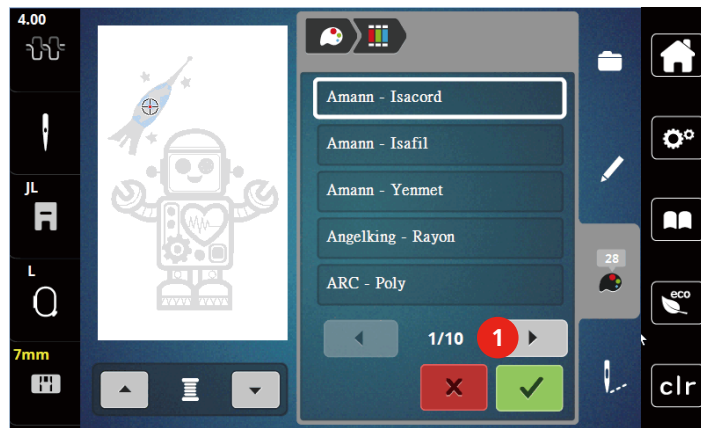 4.00
JL
L
7mm
Amann - Isacord
Amann - Isafil
Amann - Yenmet
Angelking - Rayon
ARC - Poly
1/10
1
28
eco
clr